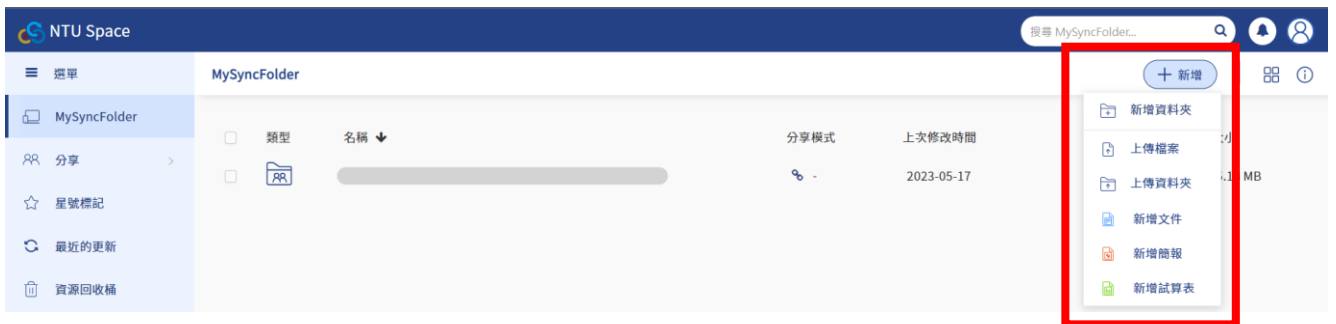 NTU Space
搜尋 MySyncFolder...
選單
MySyncFolder
+ 新增
MySyncFolder
新增資料夾
類型 名稱 分享模式 上次修改時間
分享
上傳檔案
- 2023-05-17 MB
上傳資料夾
星號標記
新增文件
最近的更新
新增簡報
資源回收桶
新增試算表